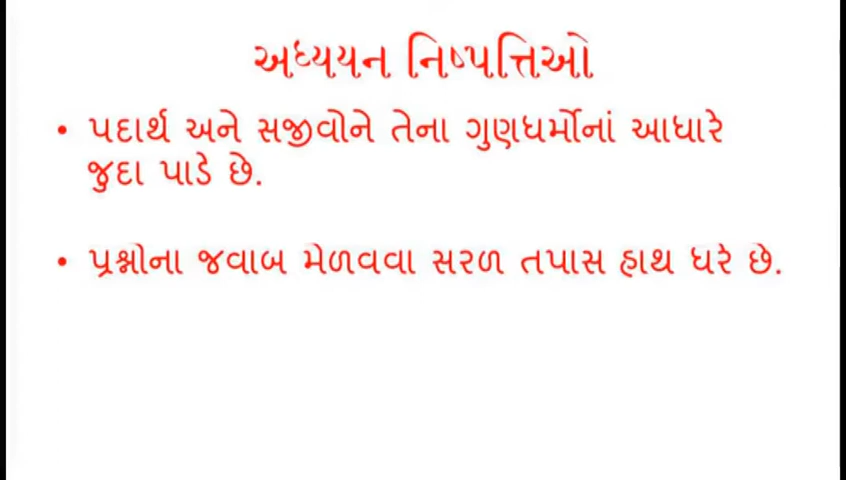 અધ્યયન નિષ્પત્તિઓ
• પદાર્થ અને સજીવોને તેના ગુણધર્મોનાં આધારે
જુદા પાડે છે.
• પ્રશ્નોના જવાબ મેળવવા સરળ તપાસ હાથ ધરે છે.